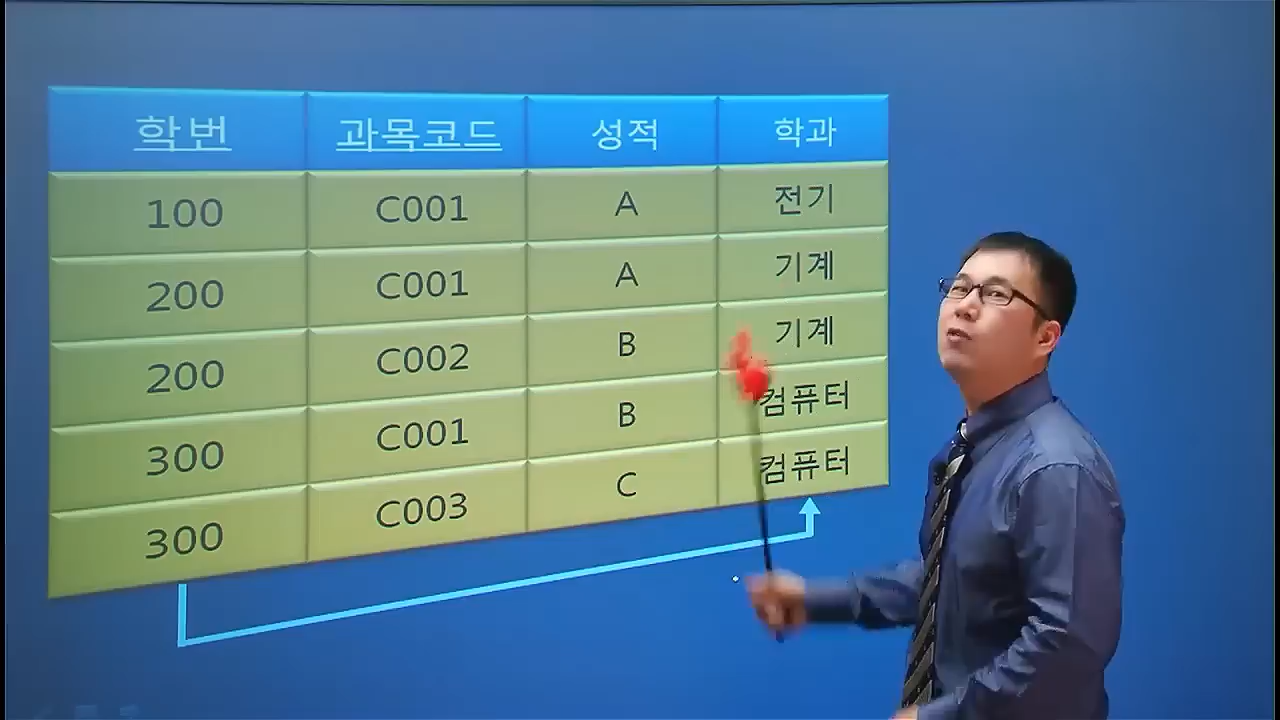 학번 과목코드 성적 학과
100 C001 A 전기
200 C001 A 기계
200 C002 B 기계
300 C001 B 컴퓨터
300 C003 C 컴퓨터